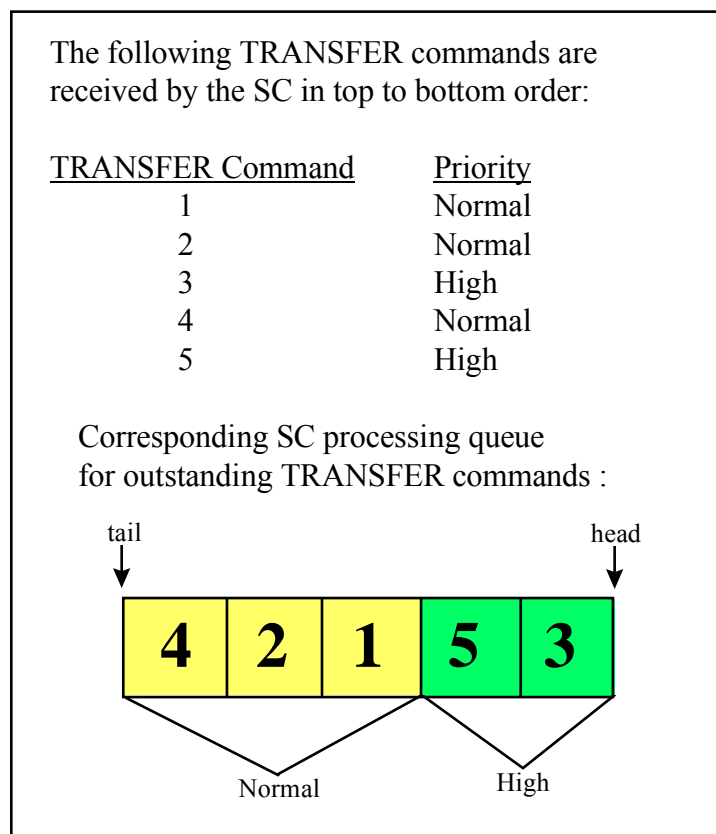 The following TRANSFER commands are
received by the SC in top to bottom order:
TRANSFER Command Priority
1 Normal
2 Normal
3 High
4 Normal
5 High
Corresponding SC processing queue
for outstanding TRANSFER commands :
tail head
4 2 1 5 3
Normal High